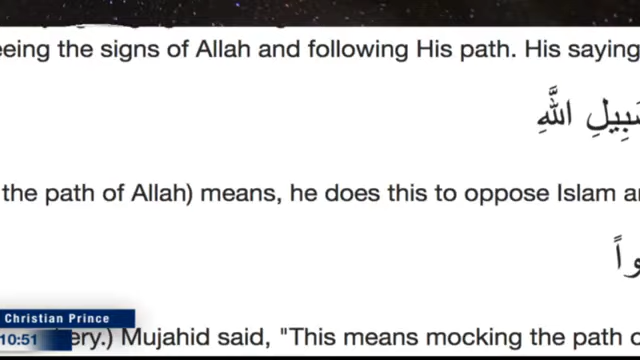 eeing the signs of Allah and following His path. His saying
سَبِيلِ اللَّهِ
the path of Allah) means, he does this to oppose Islam a
واً
Christian Prince
10:51 ery.) Mujahid said, "This means mocking the path o